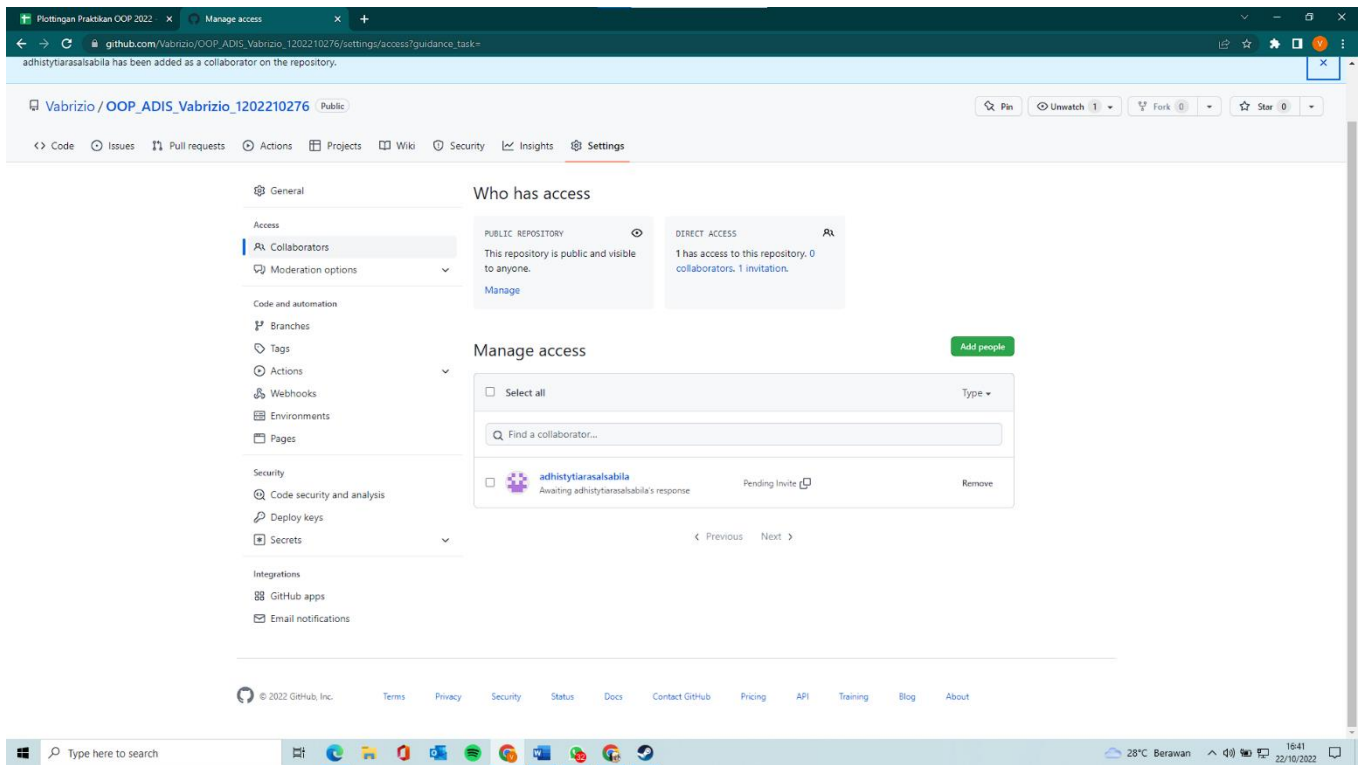 Plottingan Praktikan OOP 2022 -
Manage access
github.com/Vabrizio/OOP_ADIS_Vabrizio_1202210276/settings/access?guidance_task=
adhistytiarasalsabila has been added as a collaborator on the repository.
Vabrizio / OOP_ADIS_Vabrizio_1202210276 Public
Pin Unwatch 1 Fork 0 Star 0
Code Issues Pull requests Actions Projects Wiki Security Insights Settings
General
Access
Collaborators
Moderation options
Code and automation
Branches
Tags
Actions
Webhooks
Environments
Pages
Security
Code security and analysis
Deploy keys
Secrets
Integrations
GitHub apps
Email notifications
Who has access
PUBLIC REPOSITORY
This repository is public and visible
to anyone.
Manage
DIRECT ACCESS
1 has access to this repository. 0
collaborators. 1 invitation.
Manage access
Add people
Select all
Type
Find a collaborator...
adhistytiarasalsabila
Awaiting adhistytiarasalsabila's response
Pending Invite
Remove
Previous Next
© 2022 GitHub, Inc. Terms Privacy Security Status Docs Contact GitHub Pricing API Training Blog About
Type here to search
28°C Berawan
16:41
22/10/2022